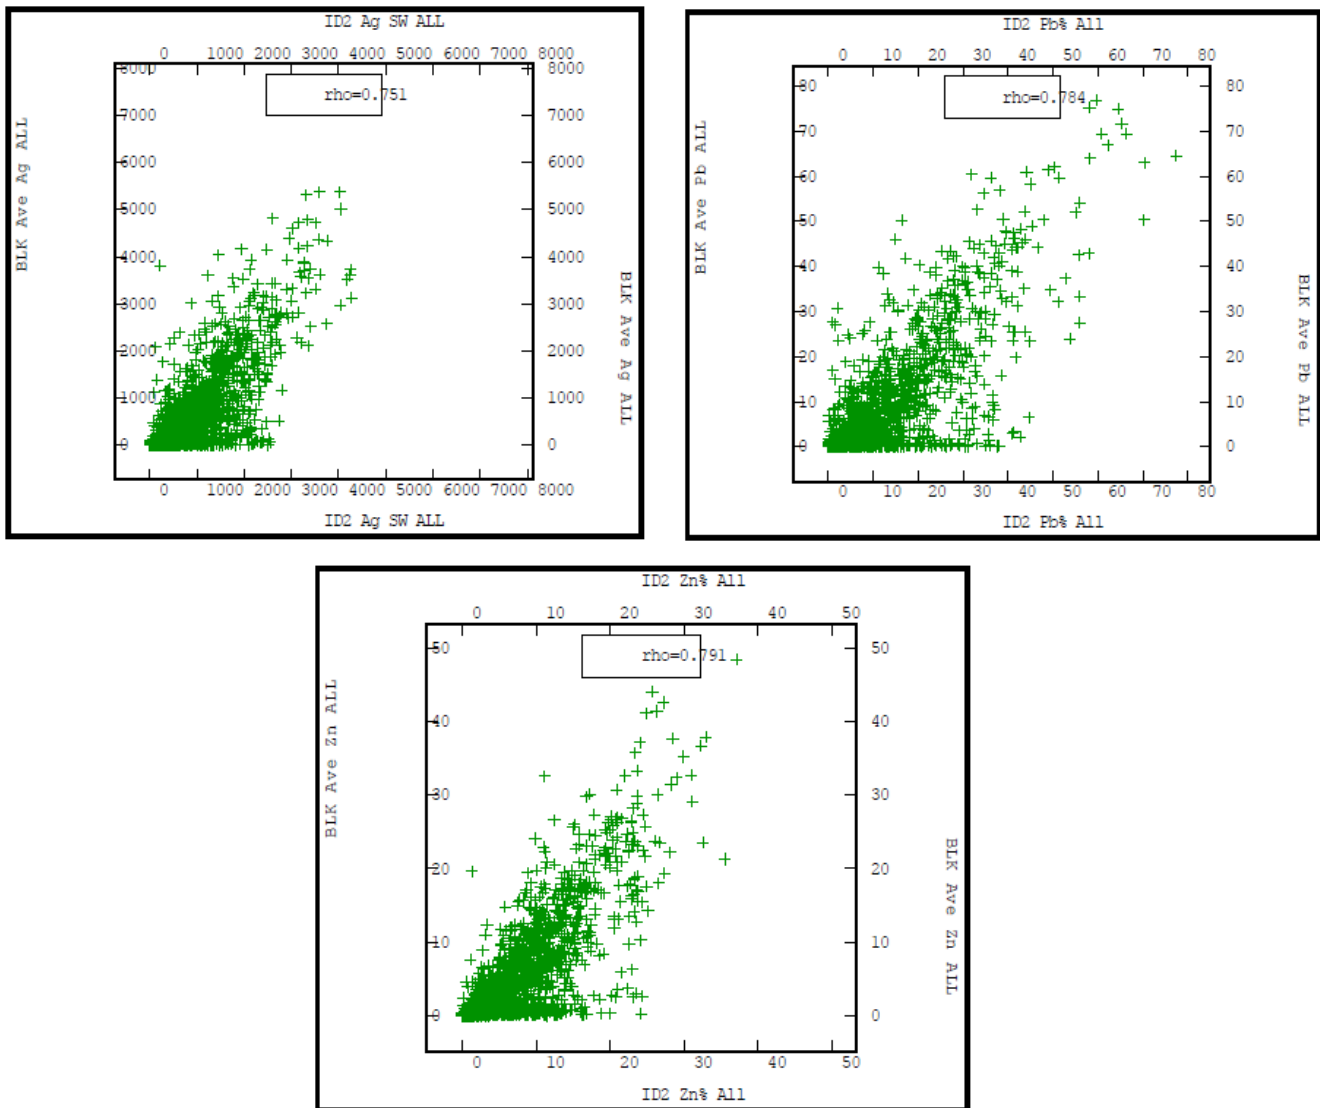 ID2 Ag SW ALL
0 1000 2000 3000 4000 4000 6000 7000 8000
rho=0.751
BLK Ave Ag ALL
8000 8000
7000 7000
6000 6000
5000 5000
4000 4000
3000 3000
2000 2000
1000 1000
0 0
BLK Ave Ag ALL
0 1000 2000 3000 4000 5000 6000 7000 8000
ID2 Ag SW ALL
ID2 Pb% All
0 10 20 30 40 50 60 70 80
rho=0.784
BLK Ave Pb ALL
80 80
70 70
60 60
50 50
40 40
30 30
20 20
10 10
0 0
BLK Ave Pb ALL
0 10 20 30 40 50 60 70 80
ID2 Pb% All
ID2 Zn% All
0 10 20 30 40 50
rho=0.791
BLK Ave Zn ALL
50 50
40 40
30 30
20 20
10 10
0 0
BLK Ave Zn ALL
0 10 20 30 40 50
ID2 Zn% All